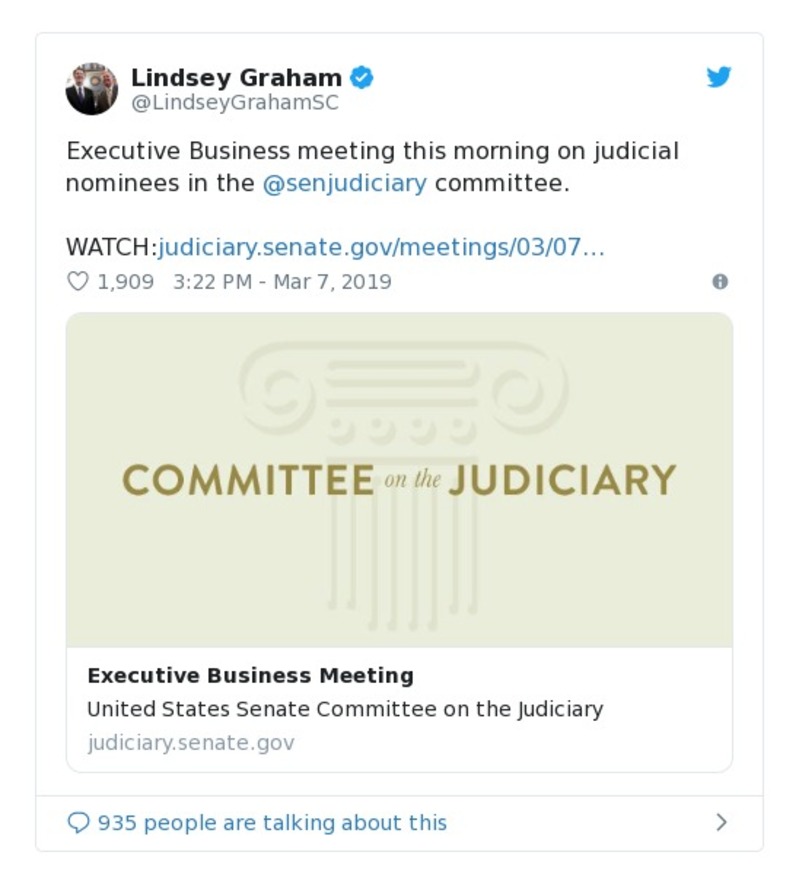 Lindsey Graham
@LindseyGrahamSC
Executive Business meeting this morning on judicial
nominees in the @senjudiciary committee.
WATCH:judiciary.senate.gov/meetings/03/07…
1,909 3:22 PM - Mar 7, 2019
COMMITTEE on the JUDICIARY
Executive Business Meeting
United States Senate Committee on the Judiciary
judiciary.senate.gov
935 people are talking about this